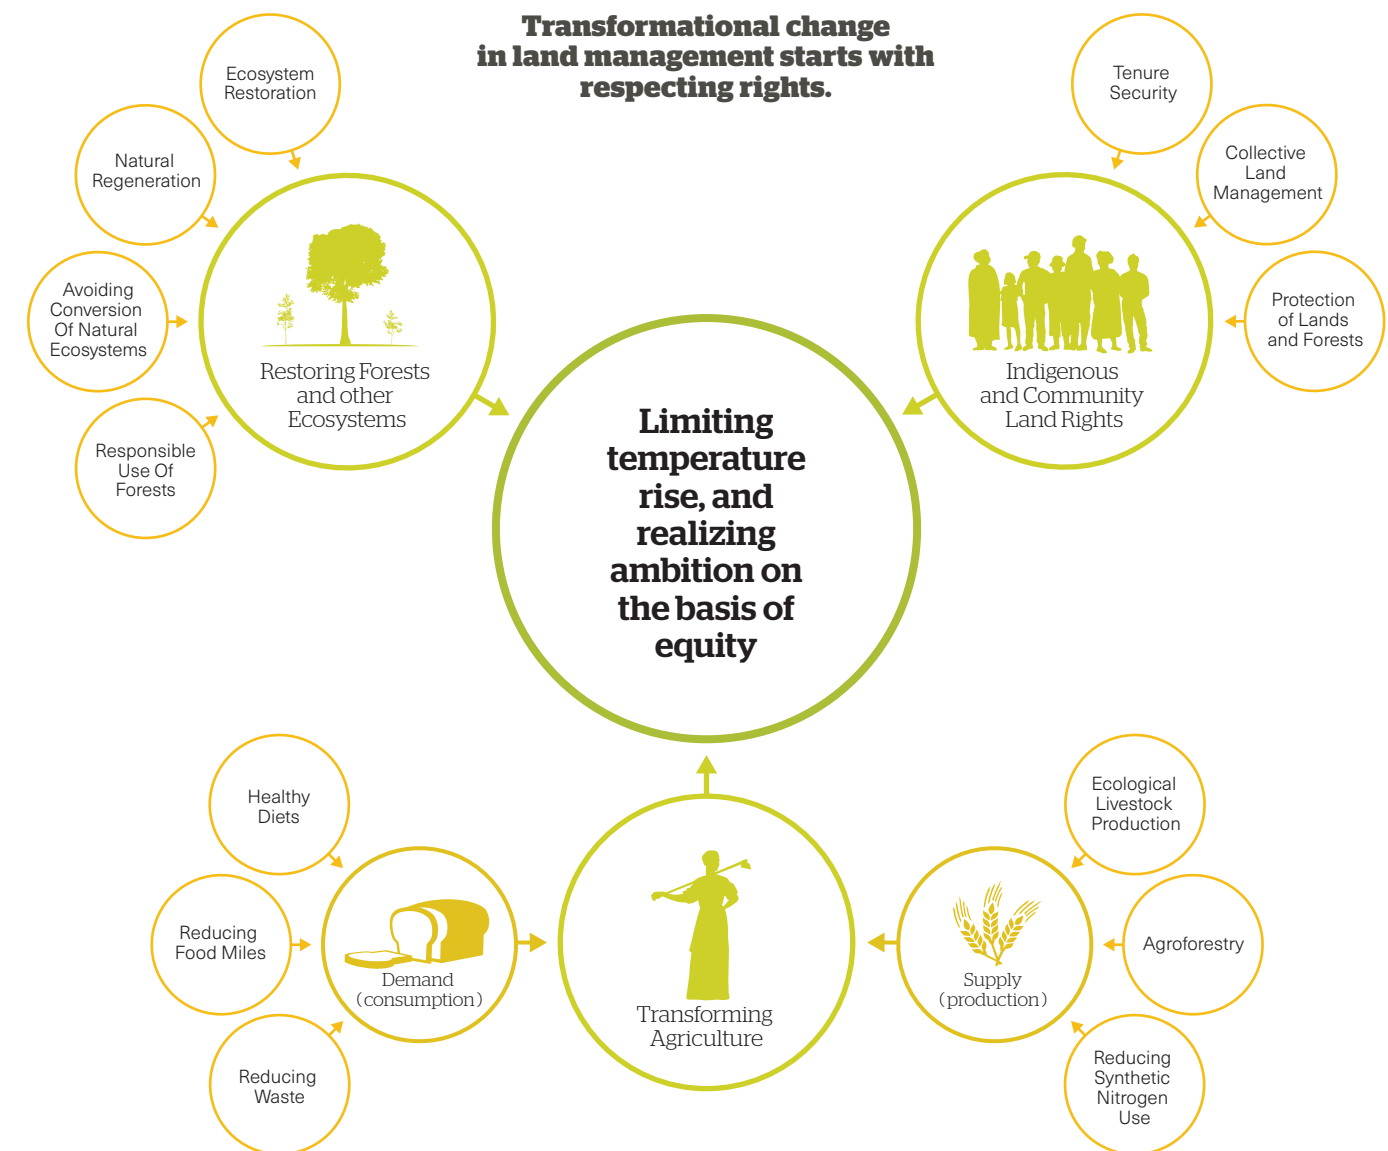 Transformational change
in land management starts with
respecting rights.
Ecosystem
Restoration
Natural
Regeneration
Avoiding
Conversion
Of Natural
Ecosystems
Responsible
Use Of
Forests
Restoring Forests
and other
Ecosystems
Tenure
Security
Collective
Land
Management
Protection
of Lands
and Forests
Indigenous
and Community
Land Rights
Limiting
temperature
rise, and
realizing
ambition on
the basis of
equity
Healthy
Diets
Reducing
Food Miles
Reducing
Waste
Demand
(consumption)
Transforming
Agriculture
Supply
(production)
Ecological
Livestock
Production
Agroforestry
Reducing
Synthetic
Nitrogen
Use